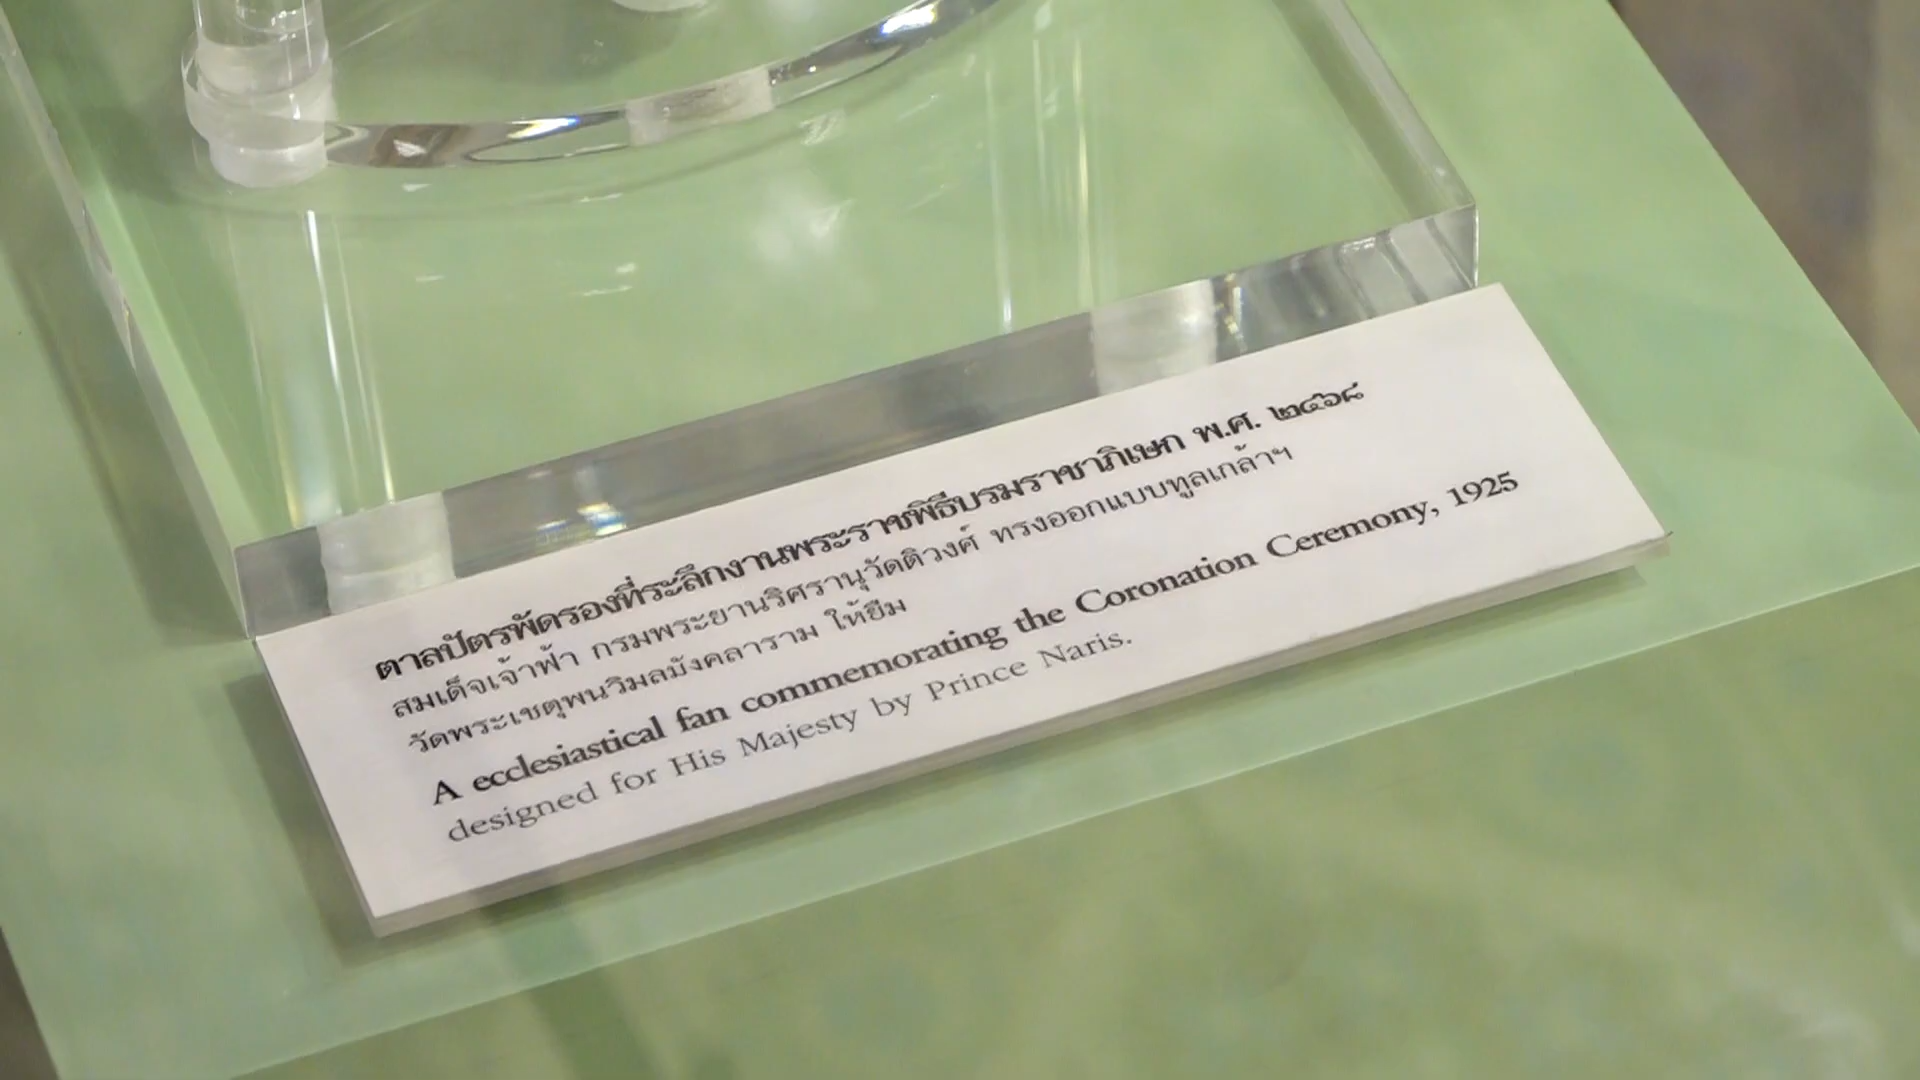 ตาลปัตรพัดรองที่ระลึกงานพระราชพิธีบรมราชาภิเษก พ.ศ. ๒๔๖๘
สมเด็จเจ้าฟ้า กรมพระยานริศรานุวัดติวงศ์ ทรงออกแบบทูลเกล้าฯ
วัดพระเชตุพนวิมลมังคลาราม ให้ยืม
A ecclesiastical fan commemorating the Coronation Ceremony, 1925
designed for His Majesty by Prince Naris.